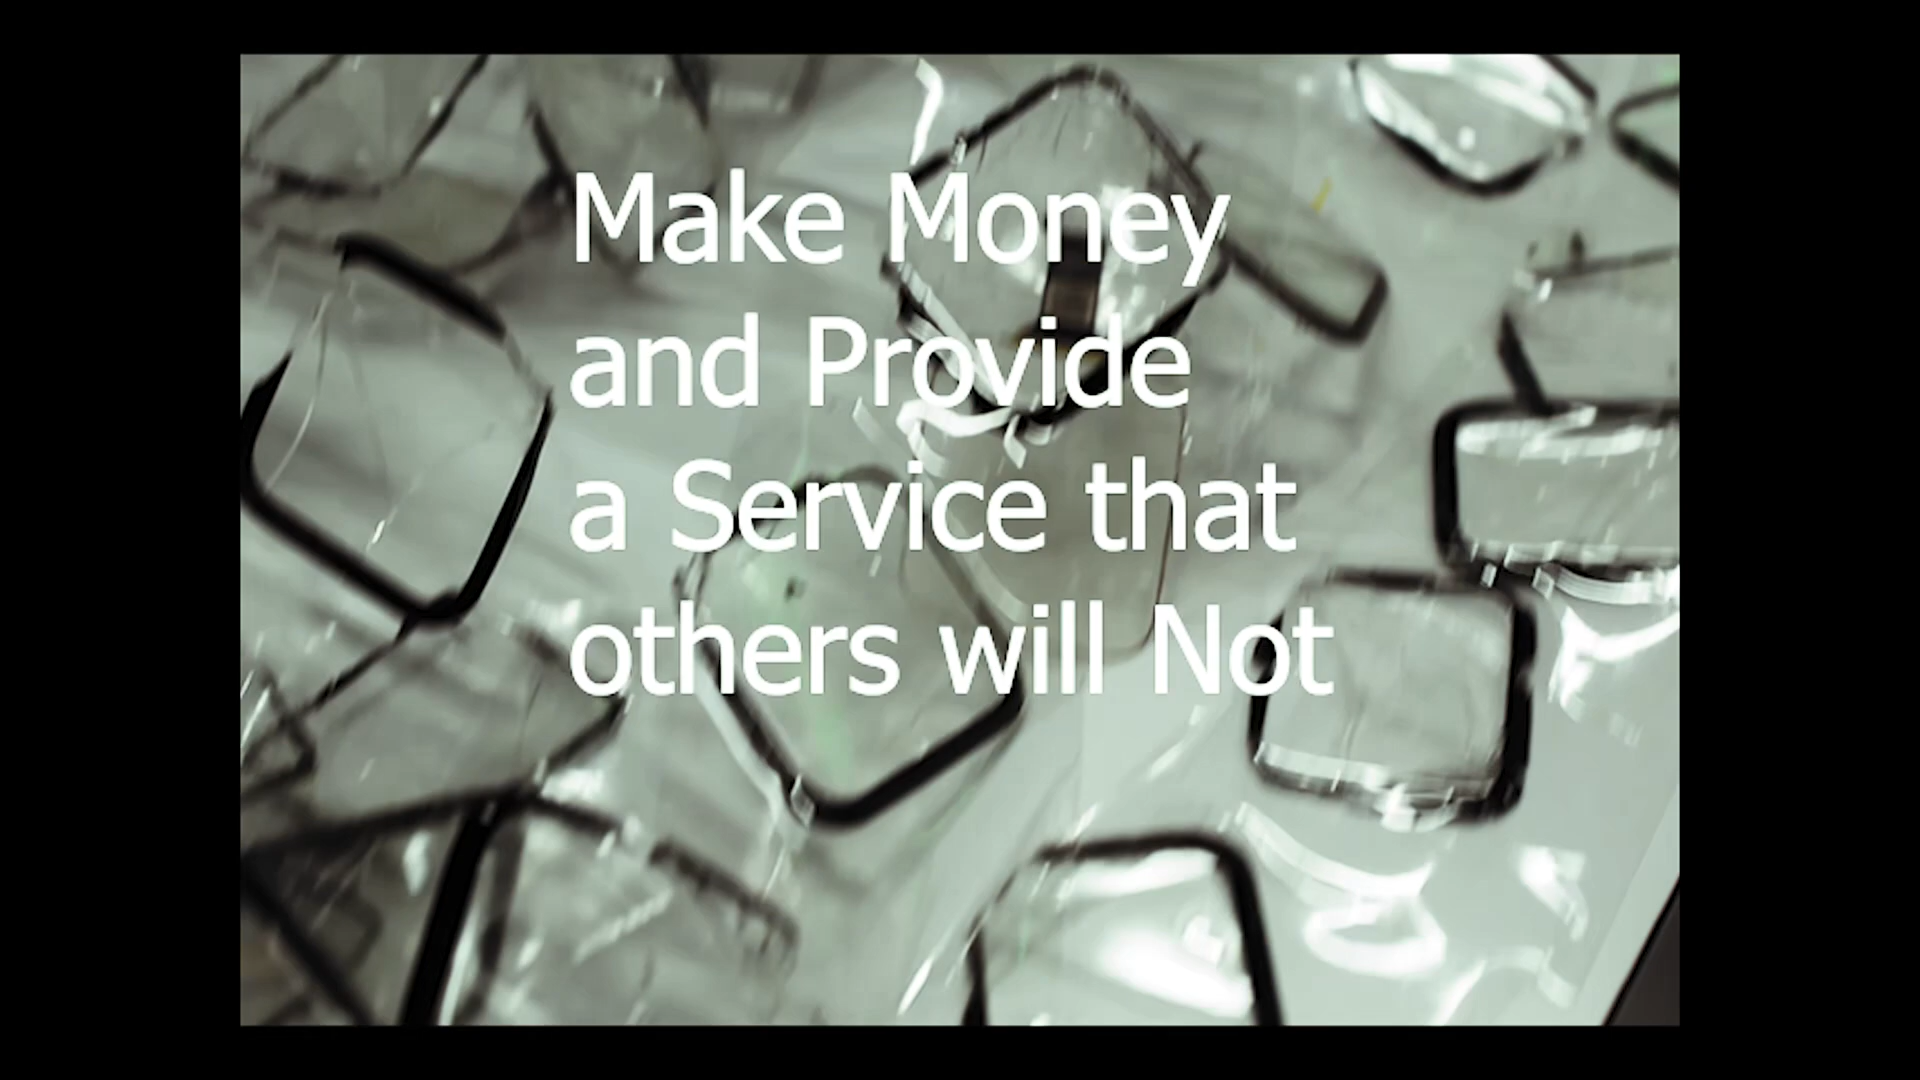 Make Money
and Provide
a Service that
others will Not